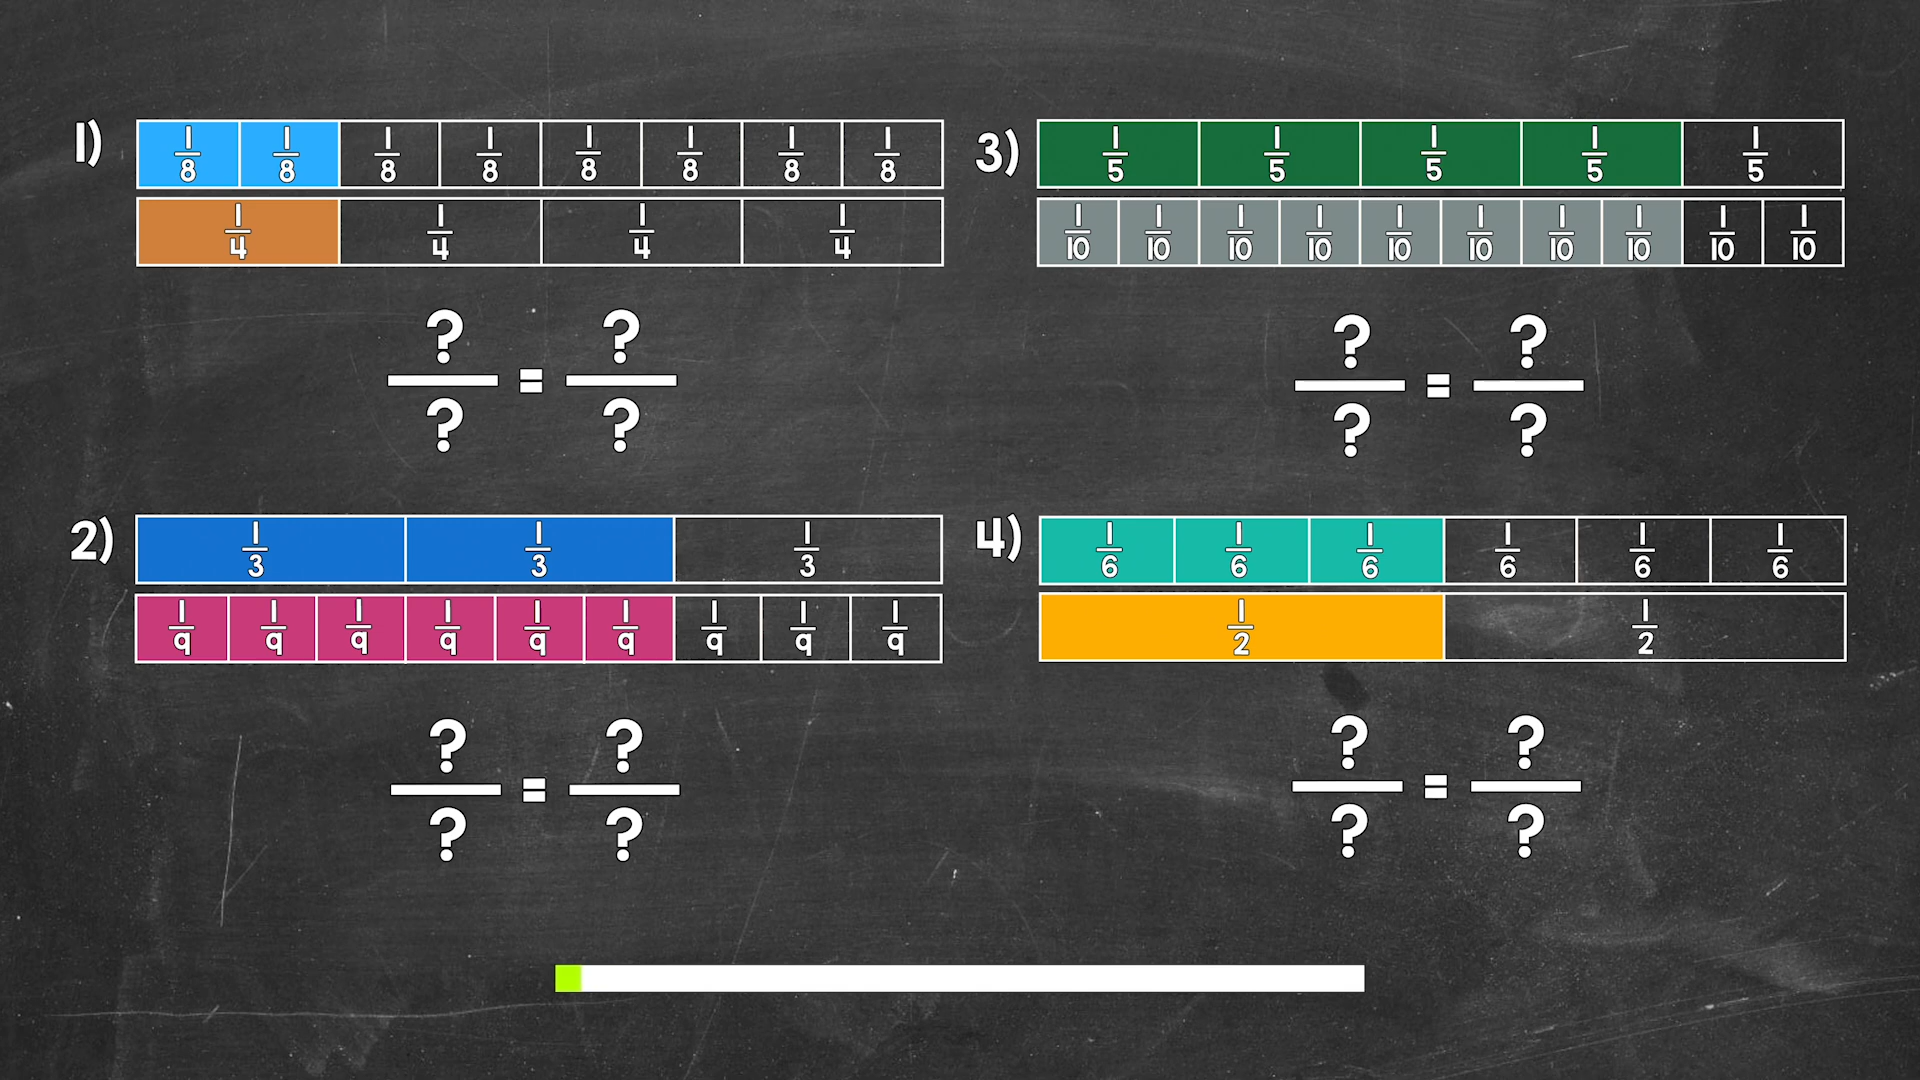 1)
1/8 1/8 1/8 1/8 1/8 1/8 1/8 1/8
1/4 1/4 1/4 1/4
? = ?
? ?
2)
1/3 1/3 1/3
1/9 1/9 1/9 1/9 1/9 1/9 1/9 1/9 1/9
? = ?
? ?
3)
1/5 1/5 1/5 1/5 1/5
1/10 1/10 1/10 1/10 1/10 1/10 1/10 1/10 1/10 1/10
? = ?
? ?
4)
1/6 1/6 1/6 1/6 1/6 1/6
1/2 1/2
? = ?
? ?